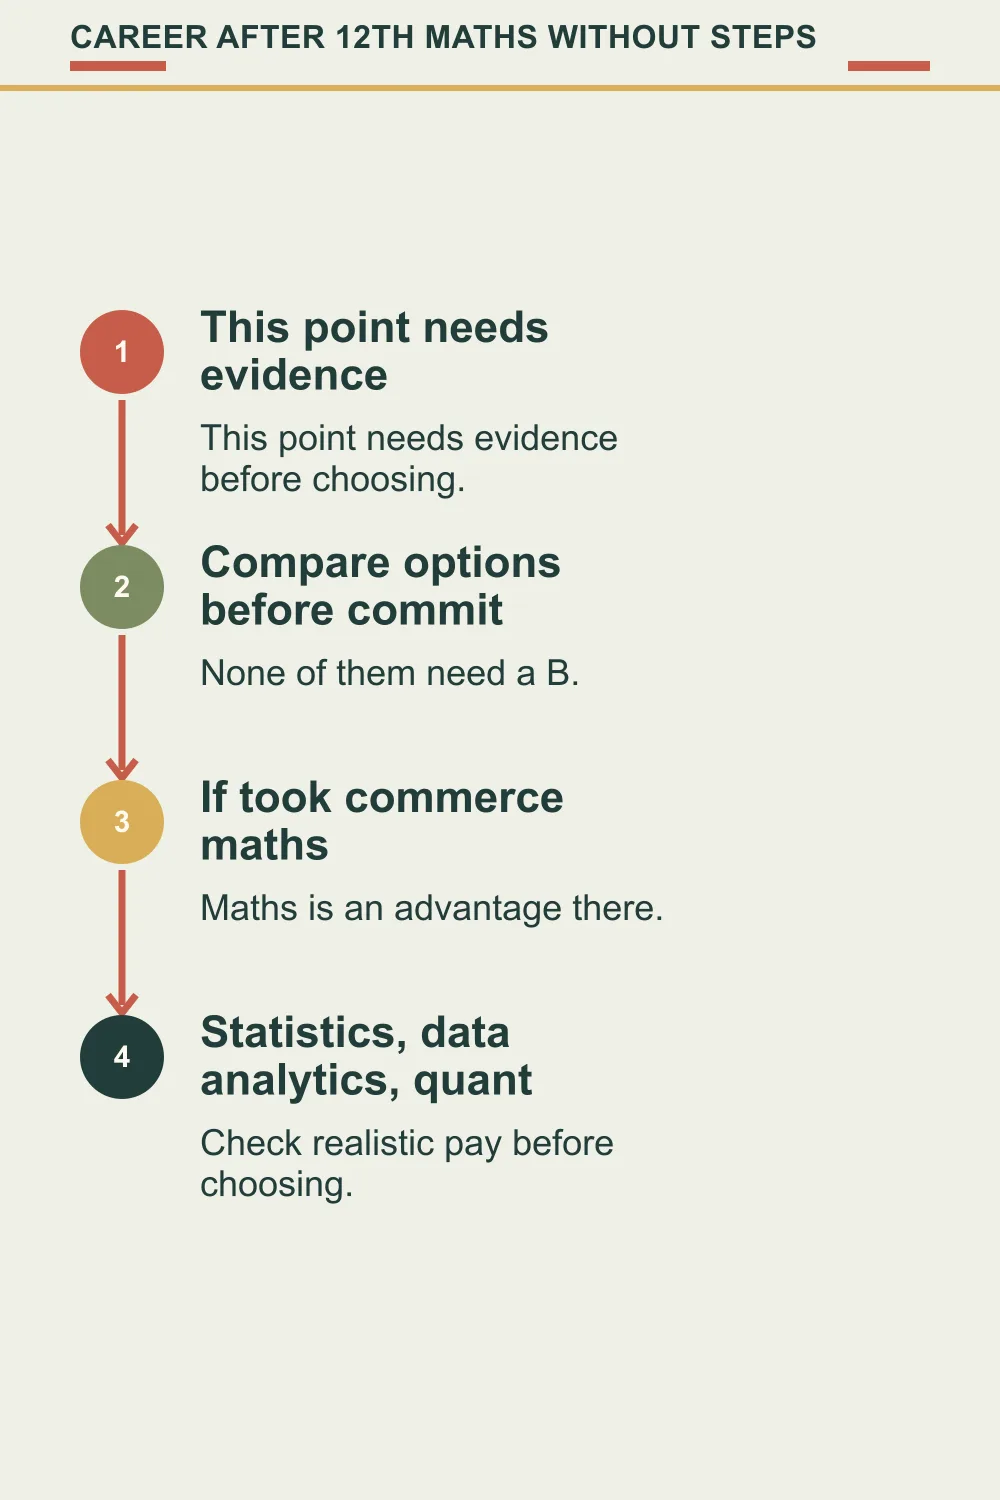 CAREER AFTER 12TH MATHS WITHOUT STEPS
1
This point needs
evidence
This point needs evidence
before choosing.
2
Compare options
before commit
None of them need a B.
3
If took commerce
maths
Maths is an advantage there.
4
Statistics, data
analytics, quant
Check realistic pay before
choosing.